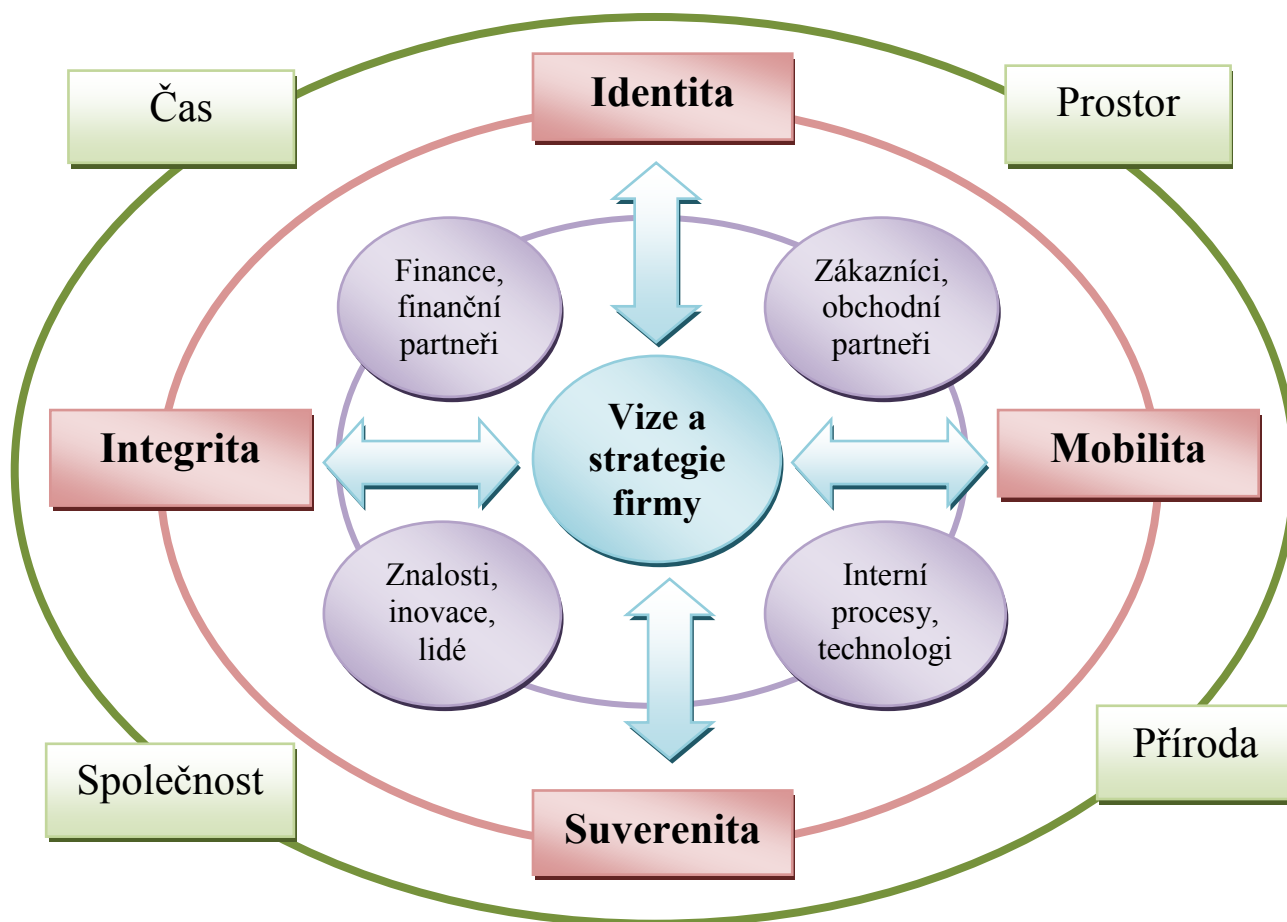 Čas
Identita
Prostor
Finance,
finanční
partneři
Zákazníci,
obchodní
partneři
Integrita
Vize a
strategie
firmy
Mobilita
Znalosti,
inovace,
lidé
Interní
procesy,
technologi
Společnost
Suverenita
Příroda